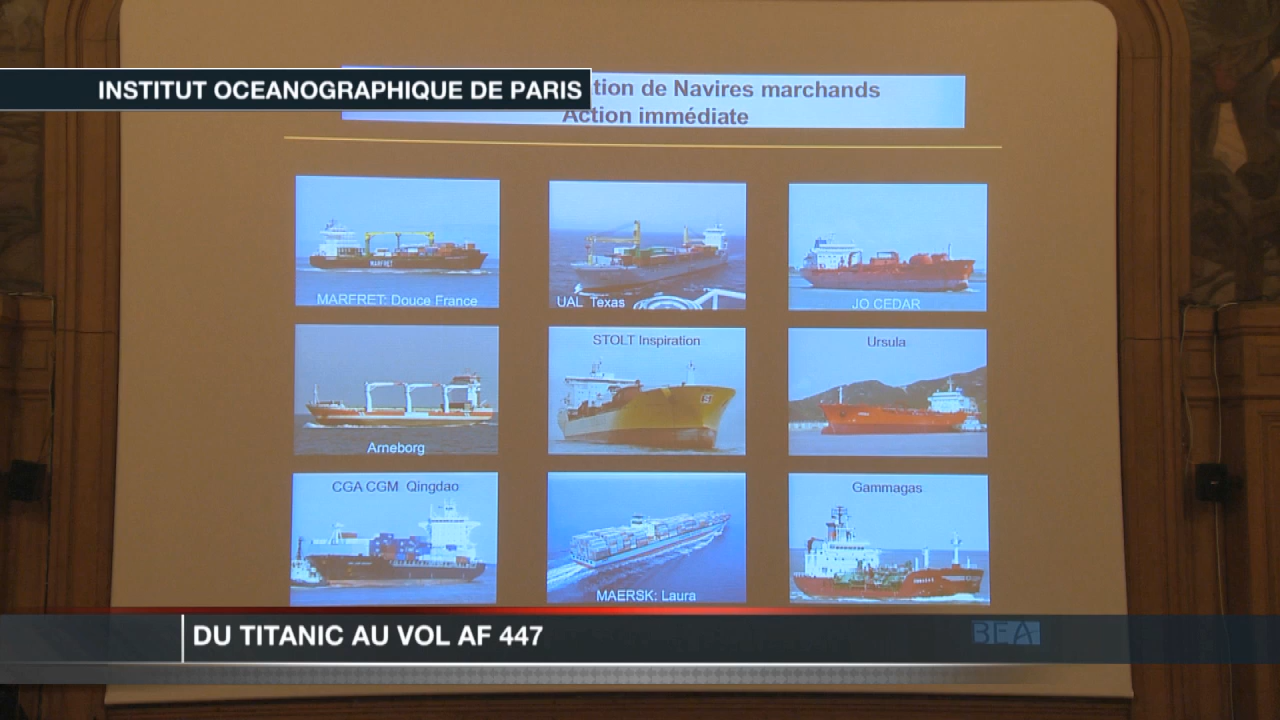 INSTITUT OCEANOGRAPHIQUE DE PARIS
tion de Navires marchands
Action immédiate
MARFRET
MARFRET: Douce France
UAL Texas
JO CEDAR
Arneborg
STOLT Inspiration
Ursula
CGA CGM Qingdao
MAERSK: Laura
Gammagas
DU TITANIC AU VOL AF 447
BEA